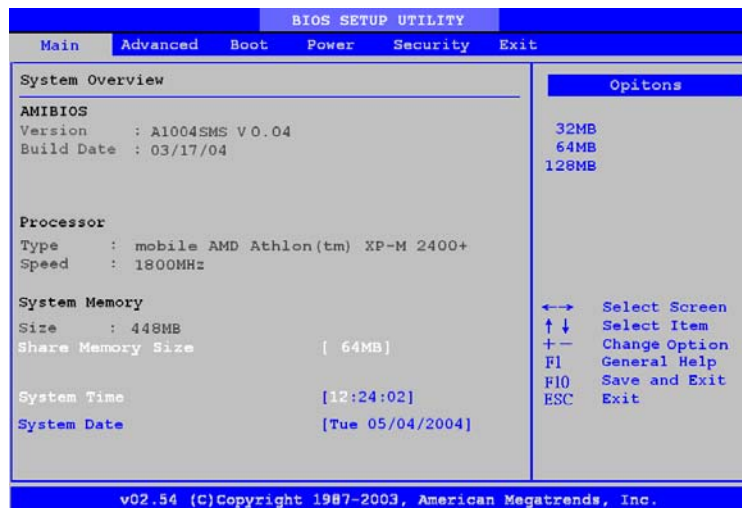 BIOS SETUP UTILITY
Main Advanced Boot Power Security Exit
System Overview
AMIBIOS
Version : A1004SMS V 0.04
Build Date : 03/17/04
Processor
Type : mobile AMD Athlon(tm) XP-M 2400+
Speed : 1800MHz
System Memory
Size : 448MB
Share Memory Size [ 64MB]
System Time [12:24:02]
System Date [Tue 05/04/2004]
Opitons
32MB
64MB
128MB
←→ Select Screen
↑↓ Select Item
+- Change Option
F1 General Help
F10 Save and Exit
ESC Exit
v02.54 (C)Copyright 1987-2003, American Megatrends, Inc.